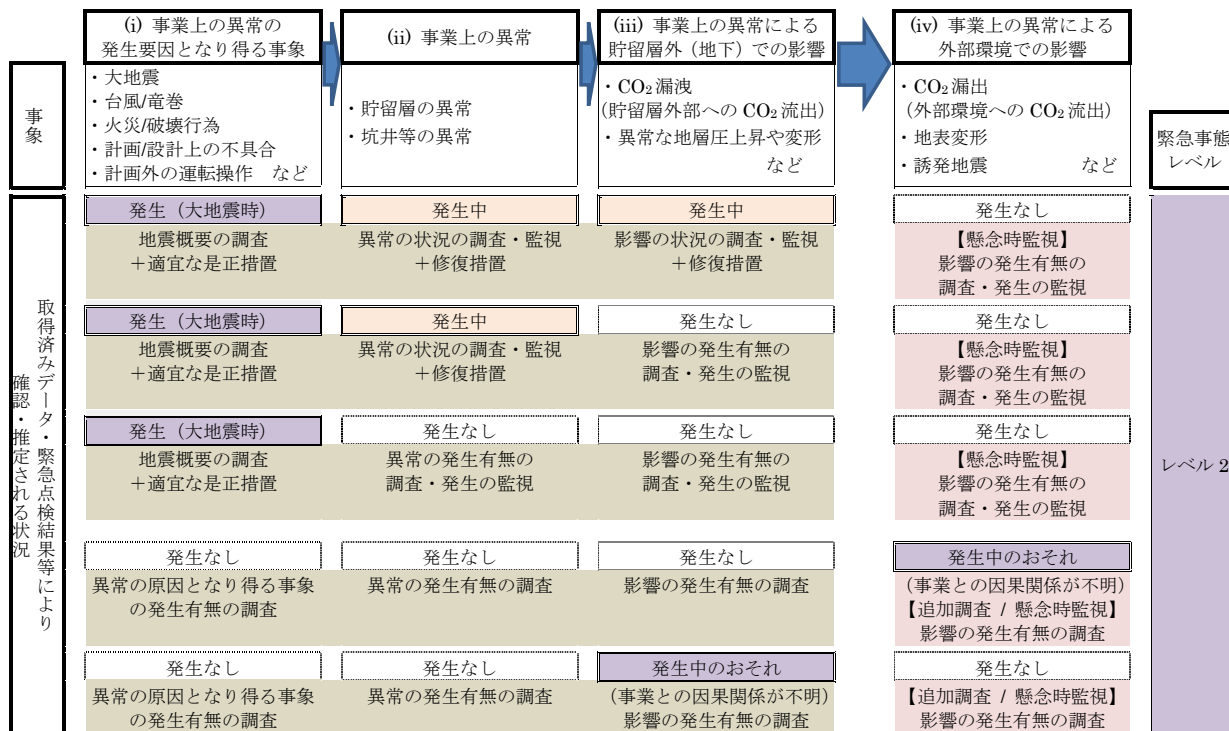 (i) 事業上の異常の
発生要因となり得る事象
(ii) 事業上の異常
(iii) 事業上の異常による
貯留層外（地下）での影響
(iv) 事業上の異常による
外部環境での影響
事象
・大地震
・台風/竜巻
・火災/破壊行為
・計画/設計上の不具合
・計画外の運転操作　など
・貯留層の異常
・坑井等の異常
・CO₂漏洩
（貯留層外部へのCO₂流出）
・異常な地層圧上昇や変形
など
・CO₂漏出
（外部環境へのCO₂流出）
・地表変形
・誘発地震　など
緊急事態
レベル
取得済みデータ・緊急点検結果等により
確認・推定される状況
発生（大地震時）
発生中
発生中
発生なし
地震概要の調査
＋適宜な是正措置
異常の状況の調査・監視
＋修復措置
影響の状況の調査・監視
＋修復措置
【懸念時監視】
影響の発生有無の
調査・発生の監視
発生（大地震時）
発生中
発生なし
発生なし
地震概要の調査
＋適宜な是正措置
異常の状況の調査・監視
＋修復措置
影響の発生有無の
調査・発生の監視
【懸念時監視】
影響の発生有無の
調査・発生の監視
発生（大地震時）
発生なし
発生なし
発生なし
地震概要の調査
＋適宜な是正措置
異常の発生有無の
調査・発生の監視
影響の発生有無の
調査・発生の監視
【懸念時監視】
影響の発生有無の
調査・発生の監視
レベル 2
発生なし
発生なし
発生なし
発生中のおそれ
異常の原因となり得る事象
の発生有無の調査
異常の発生有無の調査
影響の発生有無の調査
（事業との因果関係が不明）
【追加調査 / 懸念時監視】
影響の発生有無の調査
発生なし
発生なし
発生中のおそれ
発生なし
異常の原因となり得る事象
の発生有無の調査
異常の発生有無の調査
（事業との因果関係が不明）
影響の発生有無の調査
【追加調査 / 懸念時監視】
影響の発生有無の調査